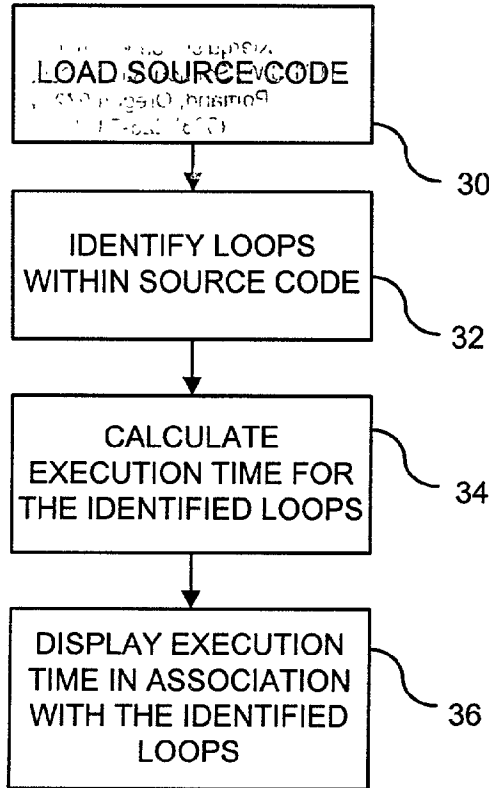 LOAD SOURCE CODE
30
IDENTIFY LOOPS
WITHIN SOURCE CODE
32
CALCULATE
EXECUTION TIME FOR
THE IDENTIFIED LOOPS
34
DISPLAY EXECUTION
TIME IN ASSOCIATION
WITH THE IDENTIFIED
LOOPS
36